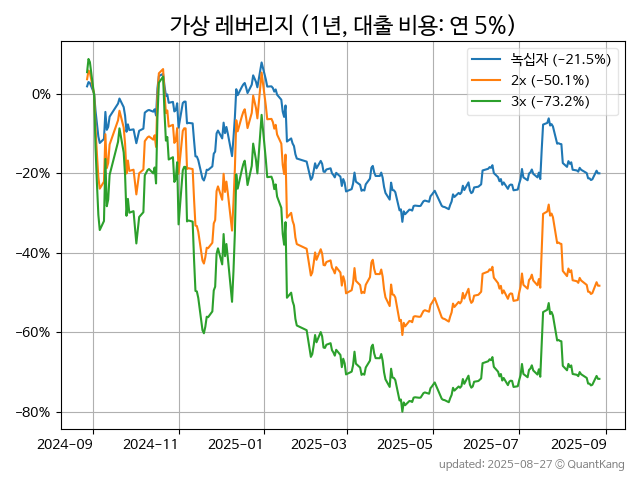 가상 레버리지 (1년, 대출 비용: 연 5%)
녹십자 (−21.5%)
2x (−50.1%)
3x (−73.2%)
0%
−20%
−40%
−60%
−80%
2024-09 2024-11 2025-01 2025-03 2025-05 2025-07 2025-09
updated: 2025-08-27 © QuantKang